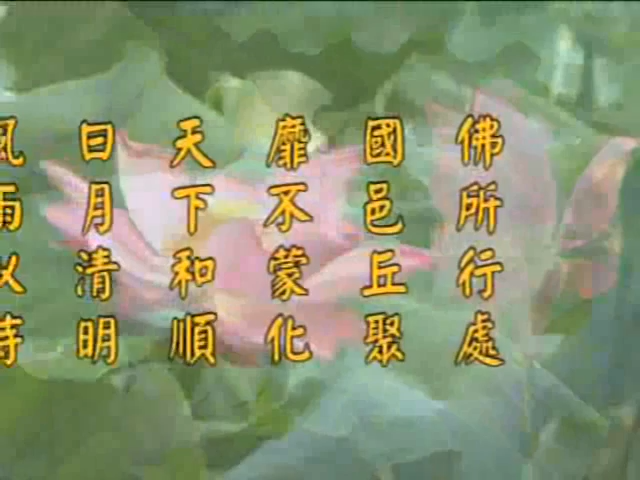 佛所行處
國邑丘聚
靡不蒙化
天下和順
日月清明
風雨以時